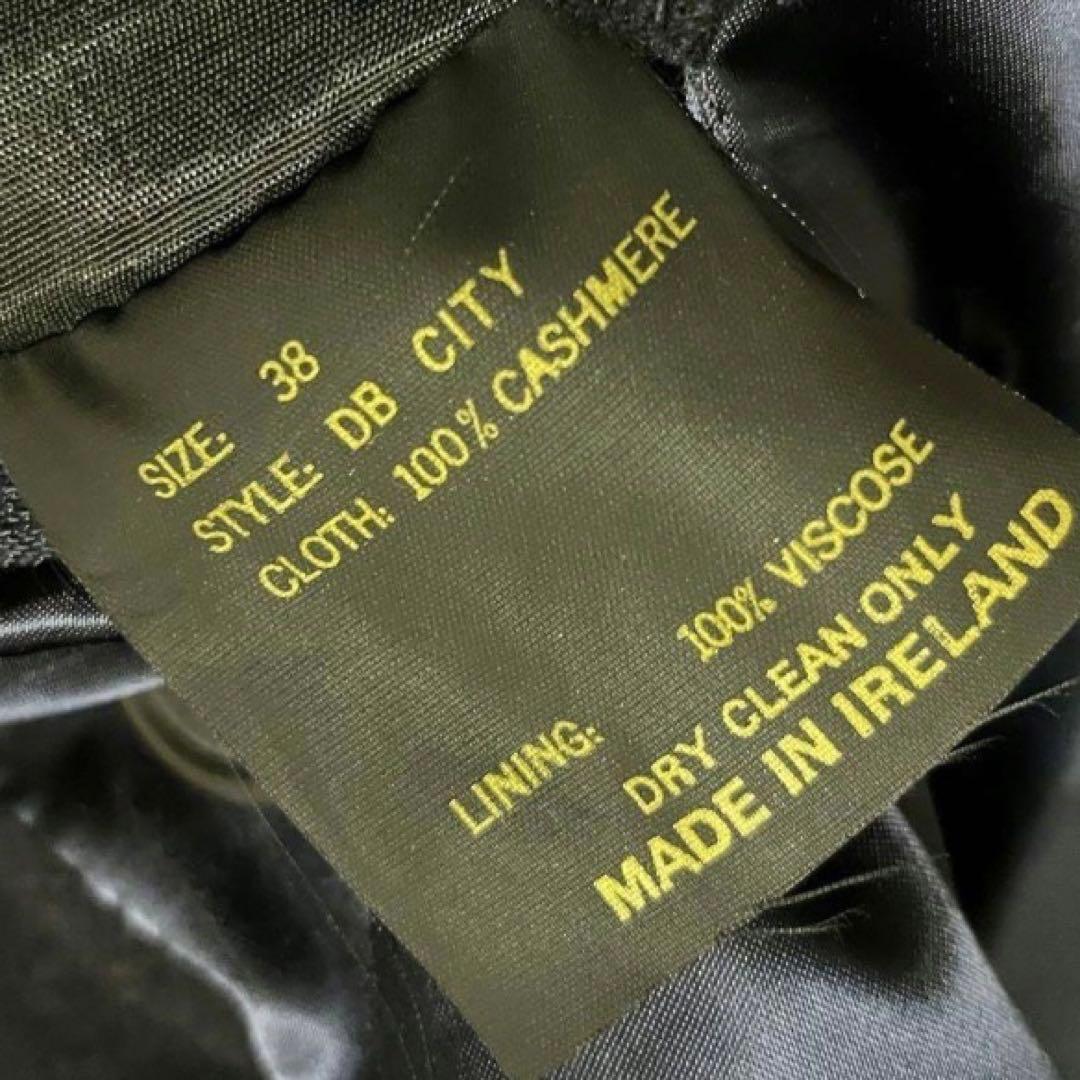 SIZE: 38
STYLE: DB CITY
CLOTH: 100% CASHMERE
LINING: 100% VISCOSE
DRY CLEAN ONLY
MADE IN IRELAND